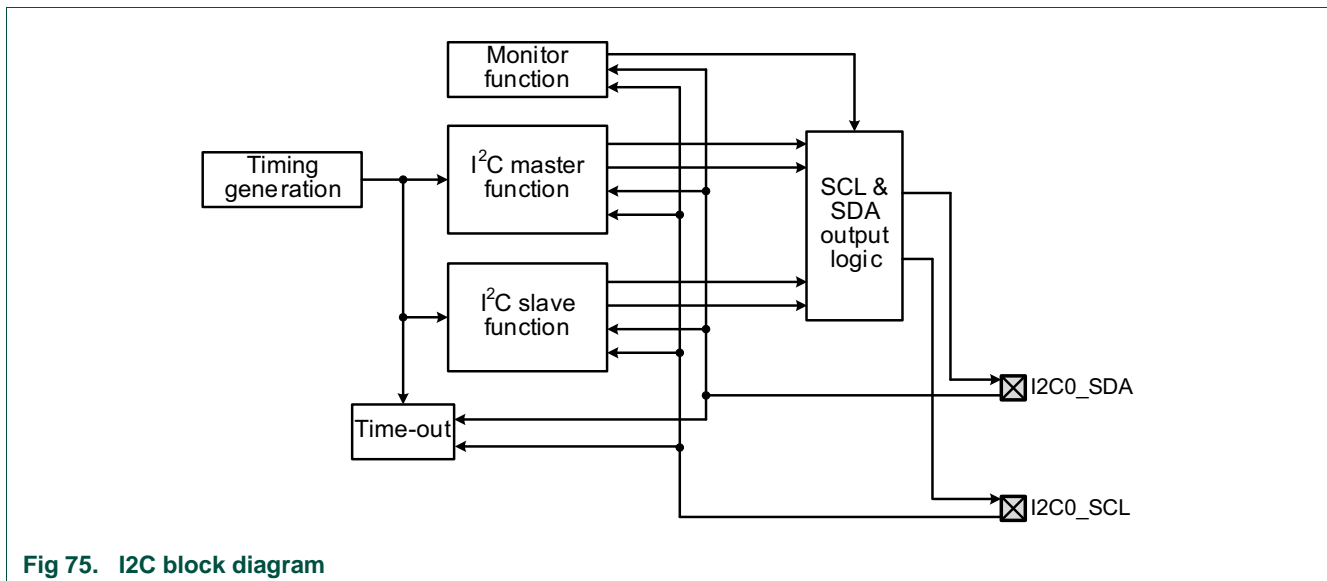 Monitor
function
Timing
generation
I²C master
function
SCL &
SDA
output
logic
I²C slave
function
Time-out
I2C0_SDA
I2C0_SCL
Fig 75. I2C block diagram